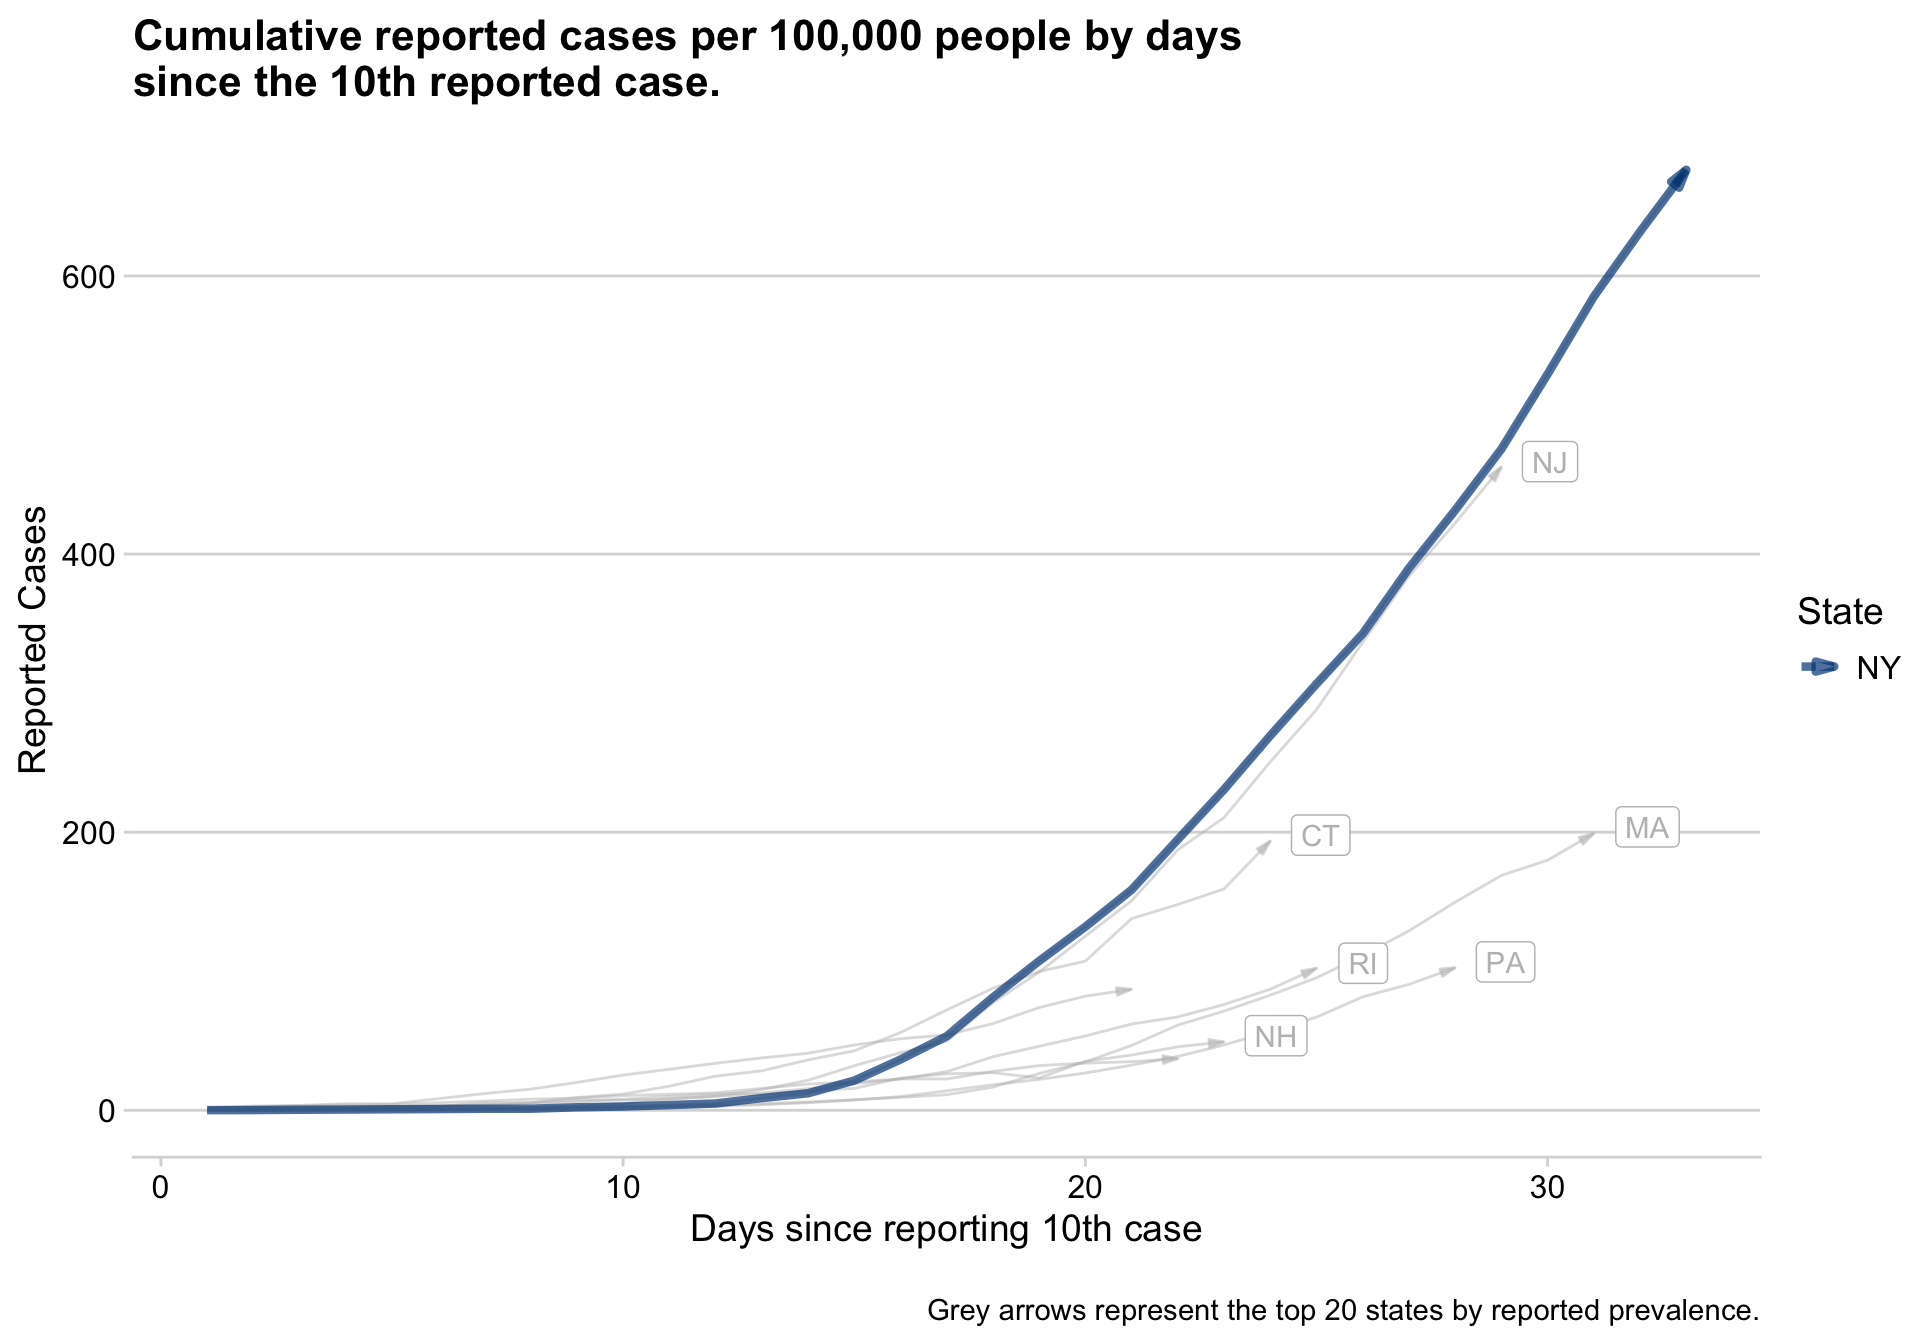 Cumulative reported cases per 100,000 people by days
since the 10th reported case.
600
400
200
0
Reported Cases
NJ
CT
MA
RI
PA
NH
State
NY
0
10
20
30
Days since reporting 10th case
Grey arrows represent the top 20 states by reported prevalence.